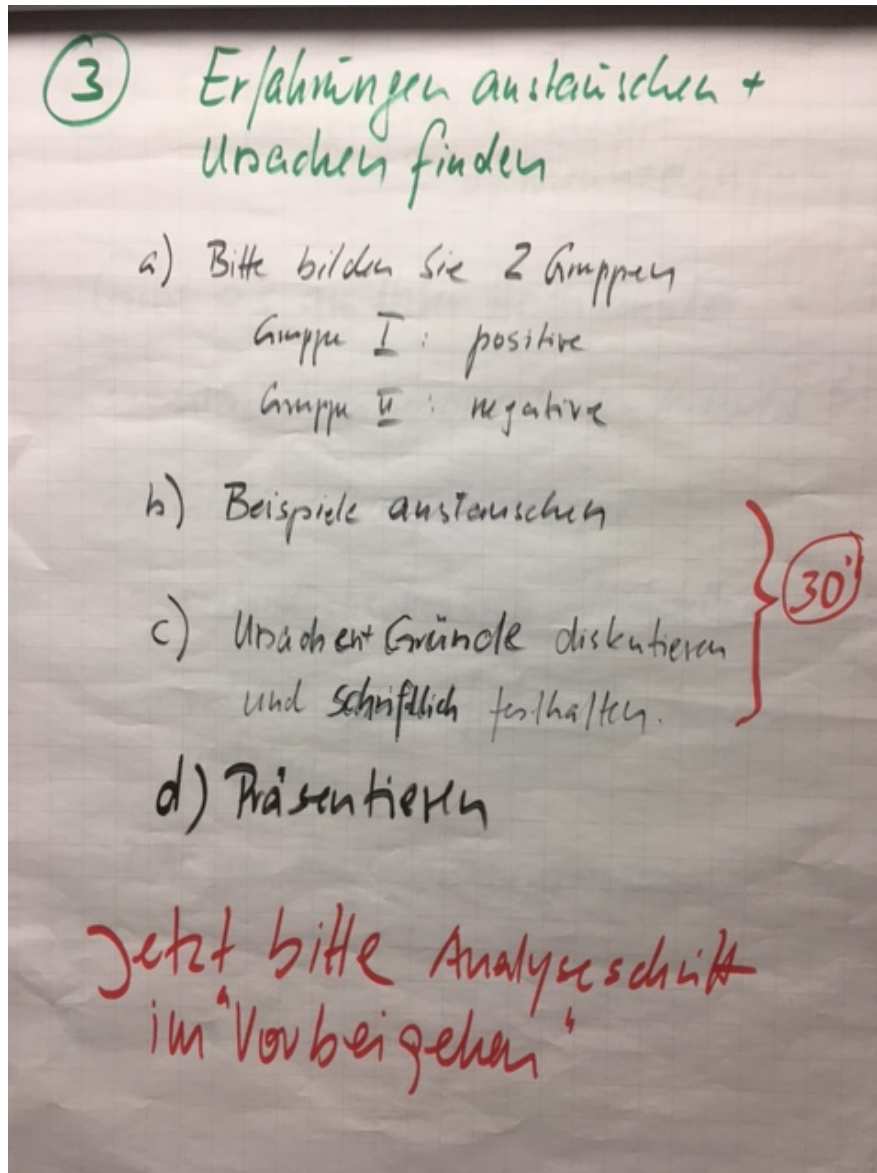 ③ Erfahrungen austauschen +
Ursachen finden
a) Bitte bilden Sie 2 Gruppen
Gruppe I : positive
Gruppe II : negative
b) Beispiele austauschen
c) Ursachen + Gründe diskutieren
und schriftlich festhalten.
30'
d) Präsentieren
Jetzt bitte Analyseschritt
im "Vorbeigehen"